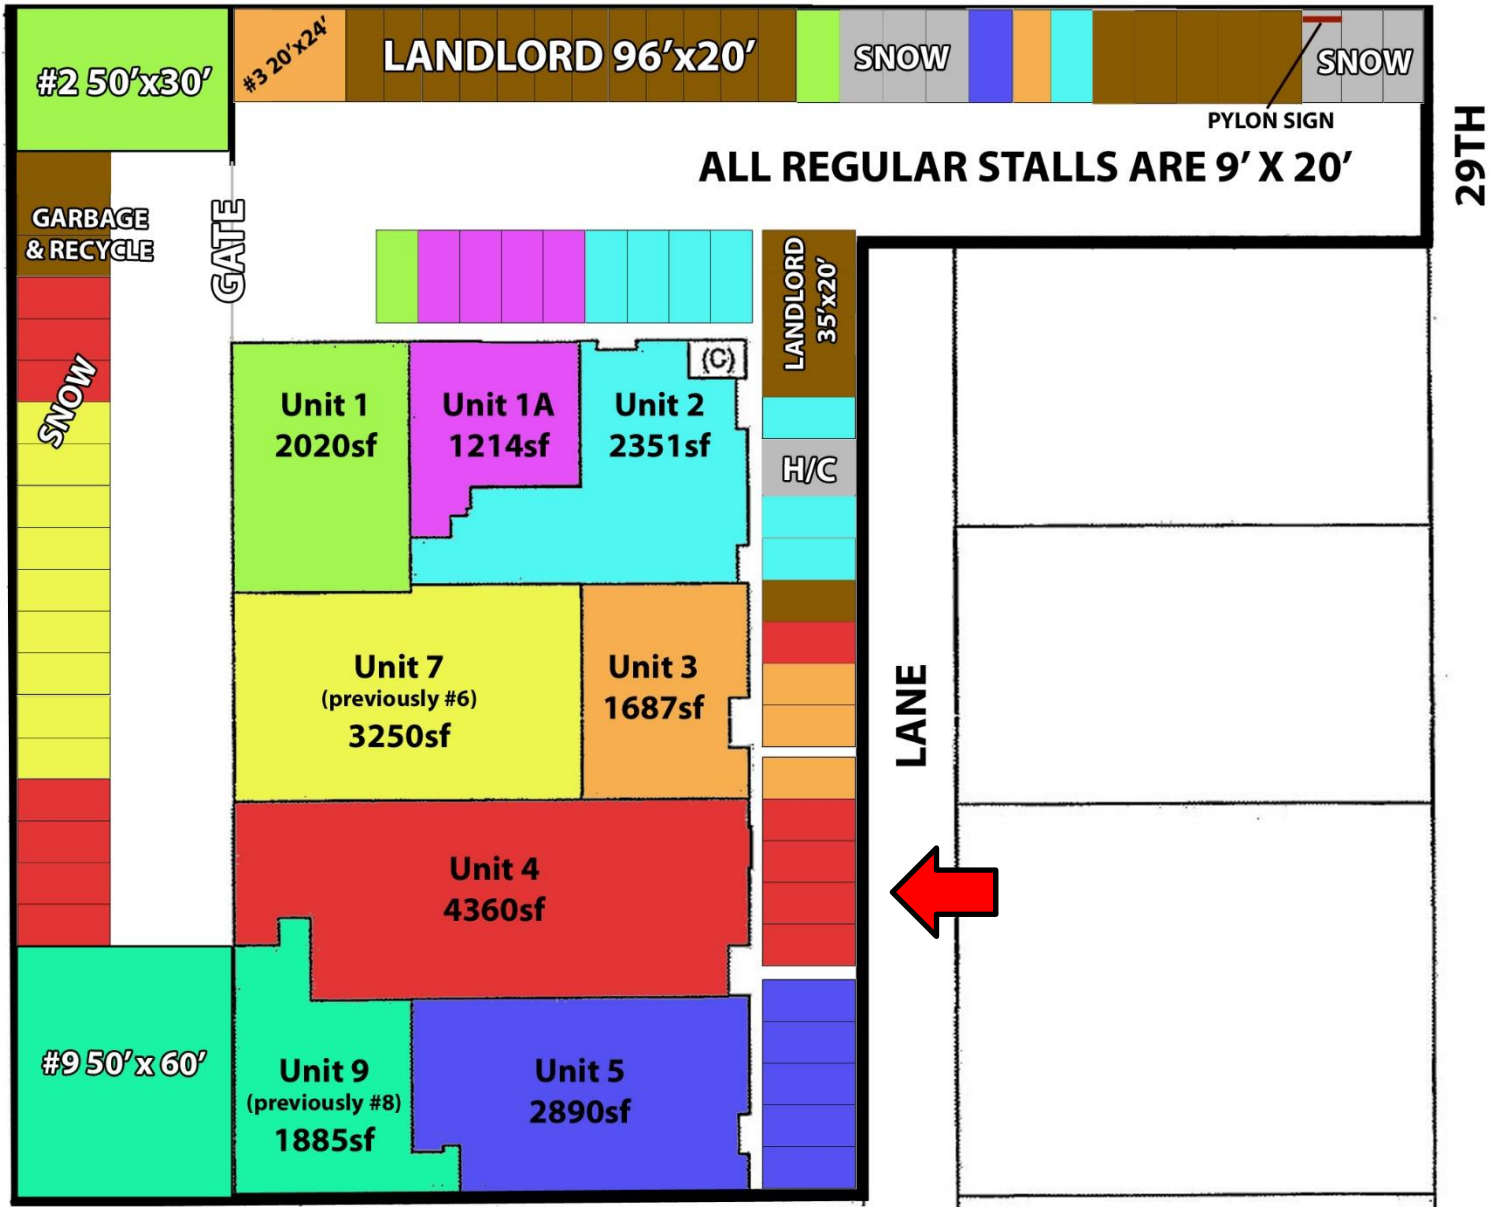 #2 50'x30'
#3 20'x24'
LANDLORD 96'x20'
SNOW
SNOW
PYLON SIGN
ALL REGULAR STALLS ARE 9' X 20'
29TH
GARBAGE
& RECYCLE
GATE
LANDLORD
35'x20'
(C)
Unit 1
2020sf
Unit 1A
1214sf
Unit 2
2351sf
SNOW
H/C
Unit 7
(previously #6)
3250sf
Unit 3
1687sf
LANE
Unit 4
4360sf
#9 50' x 60'
Unit 9
(previously #8)
1885sf
Unit 5
2890sf